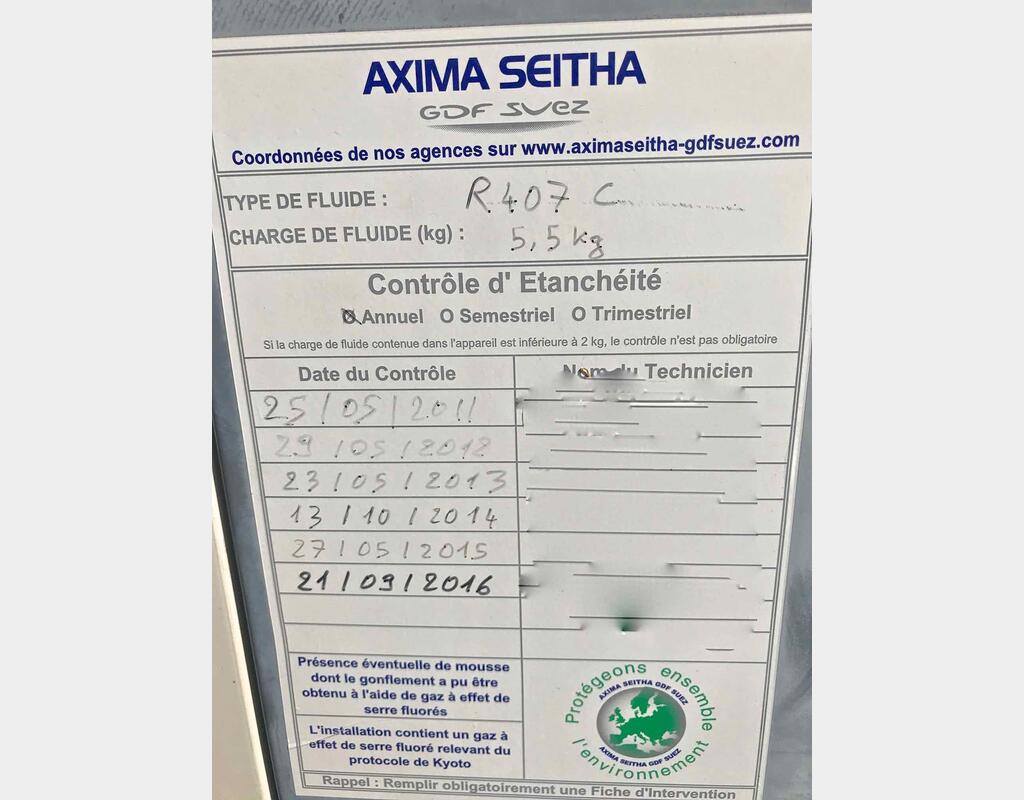 AXIMA SEITHA
GDF SUEZ
Coordonnées de nos agences sur www.aximaseitha-gdfsuez.com
TYPE DE FLUIDE : R407C
CHARGE DE FLUIDE (kg) : 5,5 kg
Contrôle d' Etanchéité
O Annuel O Semestriel O Trimestriel
Si la charge de fluide contenue dans l'appareil est inférieure à 2 kg, le contrôle n'est pas obligatoire
Date du Contrôle Nom du Technicien
25/05/2011
29/05/2012
23/05/2013
13/10/2014
27/05/2015
21/09/2016
Présence éventuelle de mousse
dont le gonflement a pu être
obtenu à l'aide de gaz à effet de
serre fluorés
L'installation contient un gaz à
effet de serre fluoré relevant du
protocole de Kyoto
Protégeons ensemble
AXIMA SEITHA GDF SUEZ
AXIMA SEITHA GDF SUEZ
l'environnement
Rappel : Remplir obligatoirement une Fiche d'Intervention